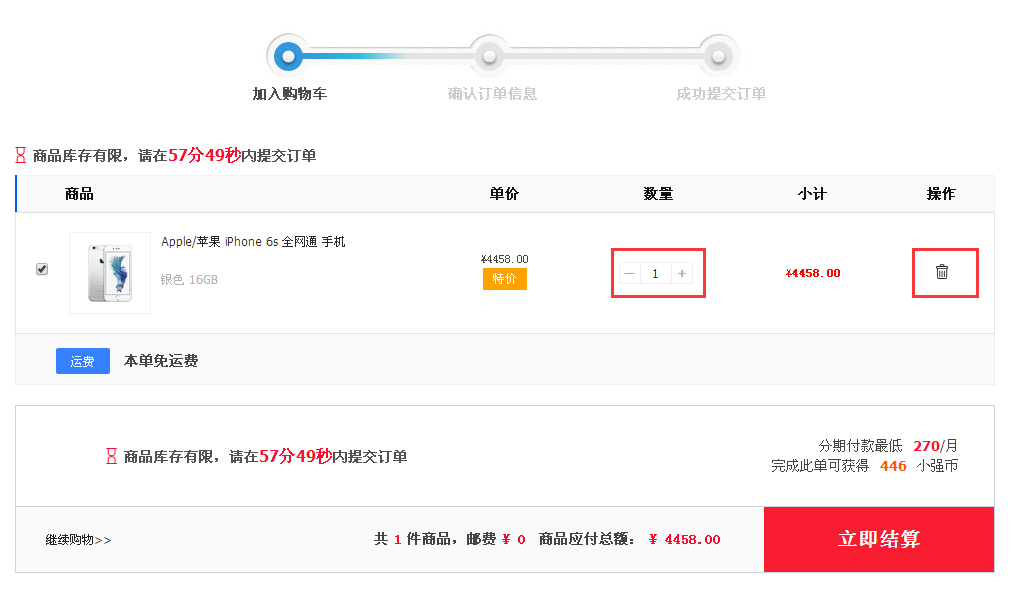 加入购物车 确认订单信息 成功提交订单
商品库存有限，请在57分49秒内提交订单
商品 单价 数量 小计 操作
Apple/苹果 iPhone 6s 全网通 手机
银色 16GB
¥4458.00
特价
— 1 +
¥4458.00
运费 本单免运费
商品库存有限，请在57分49秒内提交订单
分期付款最低 270/月
完成此单可获得 446 小强币
继续购物>>
共 1 件商品，邮费 ¥ 0 商品应付总额： ¥ 4458.00
立即结算